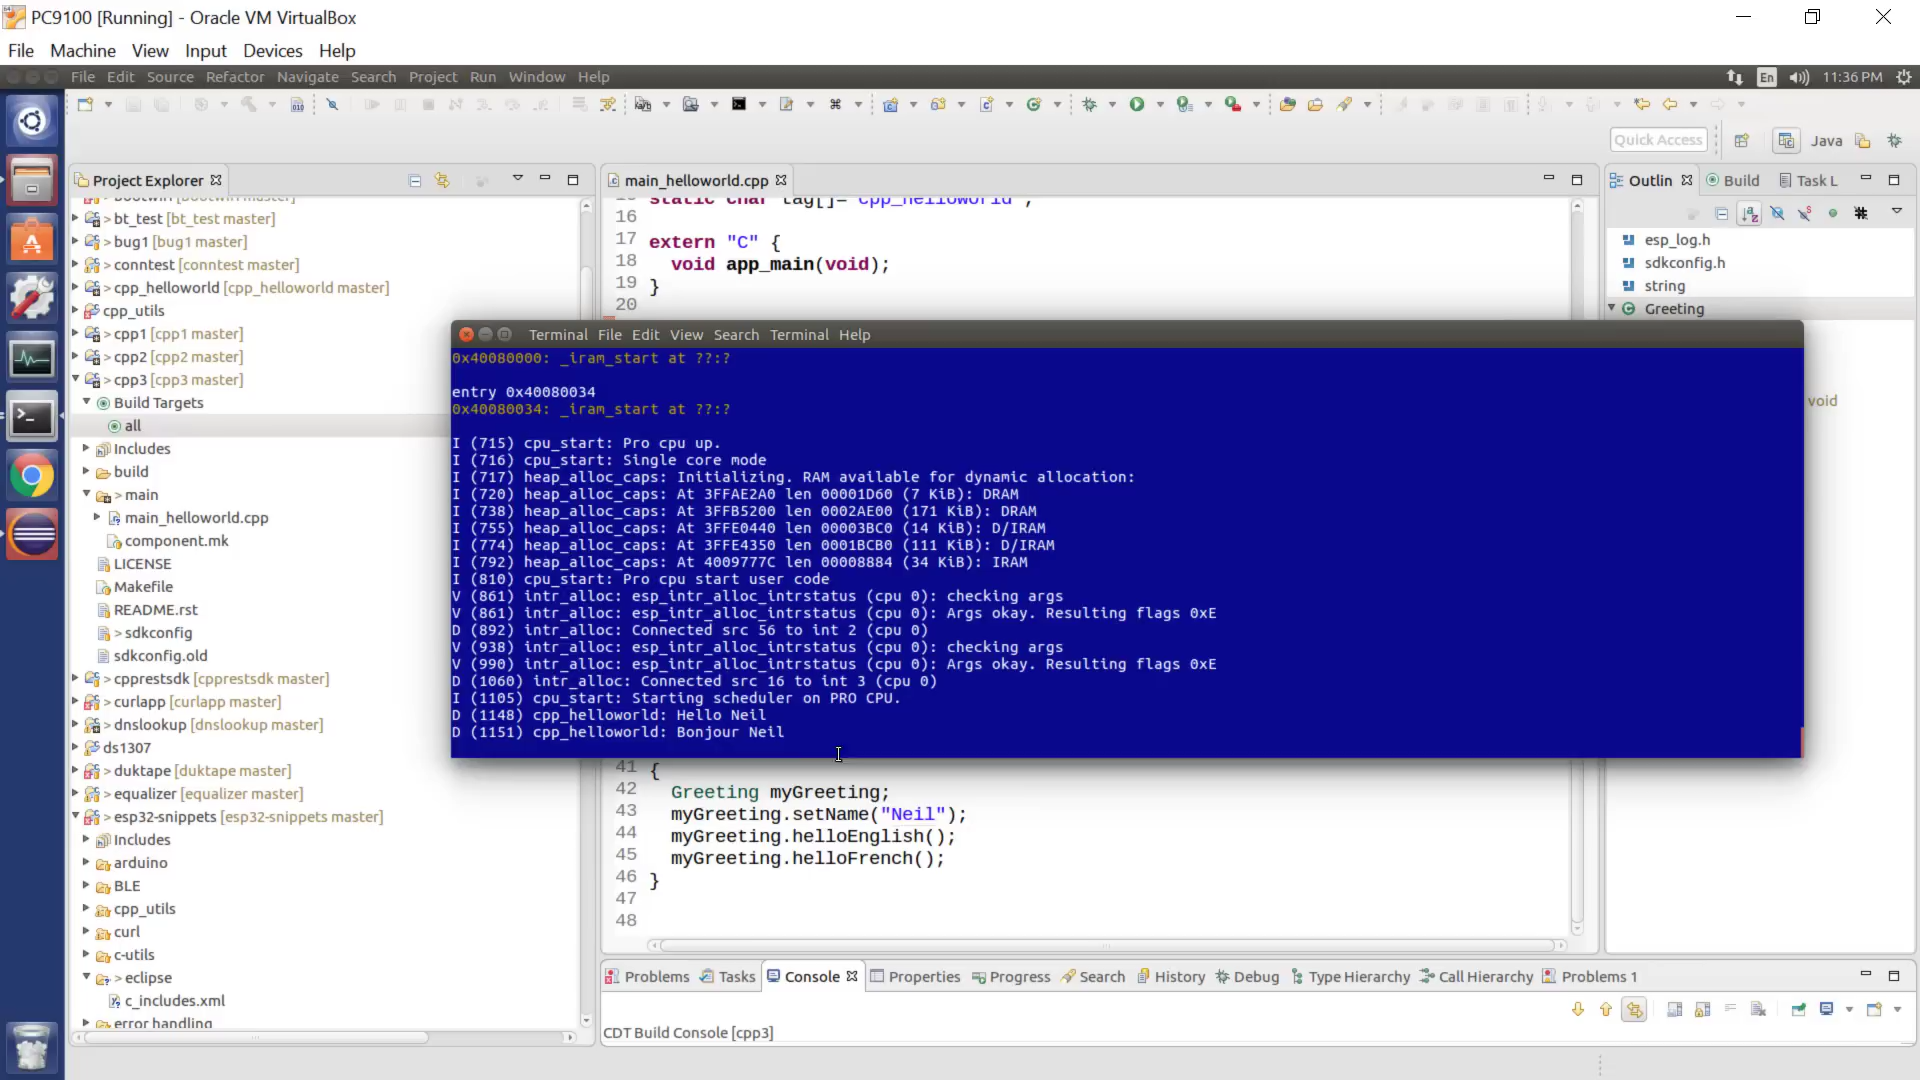 PC9100 [Running] - Oracle VM VirtualBox
File Machine View Input Devices Help
File Edit Source Refactor Navigate Search Project Run Window Help
En 11:36 PM
Quick Access
Java
Project Explorer
bootwifi [bootwifi master]
> bt_test [bt_test master]
> bug1 [bug1 master]
> conntest [conntest master]
> cpp_helloworld [cpp_helloworld master]
cpp_utils
> cpp1 [cpp1 master]
> cpp2 [cpp2 master]
> cpp3 [cpp3 master]
Build Targets
all
Includes
build
> main
main_helloworld.cpp
component.mk
LICENSE
Makefile
README.rst
> sdkconfig
sdkconfig.old
> cpprestsdk [cpprestsdk master]
> curlapp [curlapp master]
> dnslookup [dnslookup master]
> ds1307
> duktape [duktape master]
> equalizer [equalizer master]
> esp32-snippets [esp32-snippets master]
Includes
arduino
BLE
cpp_utils
curl
c-utils
> eclipse
c_includes.xml
error handling
main_helloworld.cpp
static char tag[]="cpp_helloworld";
16
17 extern "C" {
18 void app_main(void);
19 }
20
Terminal Terminal File Edit View Search Terminal Help
0x40080000: _iram_start at ??:?
entry 0x40080034
0x40080034: _iram_start at ??:?
I (715) cpu_start: Pro cpu up.
I (716) cpu_start: Single core mode
I (717) heap_alloc_caps: Initializing. RAM available for dynamic allocation:
I (720) heap_alloc_caps: At 3FFAE2A0 len 00001D60 (7 KiB): DRAM
I (738) heap_alloc_caps: At 3FFB5200 len 0002AE00 (171 KiB): DRAM
I (755) heap_alloc_caps: At 3FFE0440 len 00003BC0 (14 KiB): D/IRAM
I (774) heap_alloc_caps: At 3FFE4350 len 0001BCB0 (111 KiB): D/IRAM
I (792) heap_alloc_caps: At 4009777C len 00008884 (34 KiB): IRAM
I (810) cpu_start: Pro cpu start user code
V (861) intr_alloc: esp_intr_alloc_intrstatus (cpu 0): checking args
V (861) intr_alloc: esp_intr_alloc_intrstatus (cpu 0): Args okay. Resulting flags 0xE
D (892) intr_alloc: Connected src 56 to int 2 (cpu 0)
V (938) intr_alloc: esp_intr_alloc_intrstatus (cpu 0): checking args
V (990) intr_alloc: esp_intr_alloc_intrstatus (cpu 0): Args okay. Resulting flags 0xE
D (1060) intr_alloc: Connected src 16 to int 3 (cpu 0)
I (1105) cpu_start: Starting scheduler on PRO CPU.
D (1148) cpp_helloworld: Hello Neil
D (1151) cpp_helloworld: Bonjour Neil
41 {
42 Greeting myGreeting;
43 myGreeting.setName("Neil");
44 myGreeting.helloEnglish();
45 myGreeting.helloFrench();
46 }
47
48
Outlin Build Task L
esp_log.h
sdkconfig.h
string
Greeting
void
Problems Tasks Console Properties Progress Search History Debug Type Hierarchy Call Hierarchy Problems 1
CDT Build Console [cpp3]